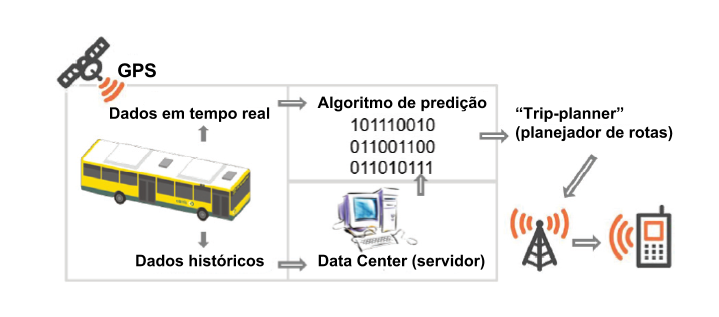 GPS
Dados em tempo real
Algoritmo de predição
101110010
011001100
011010111
“Trip-planner”
(planejador de rotas)
Dados históricos
Data Center (servidor)